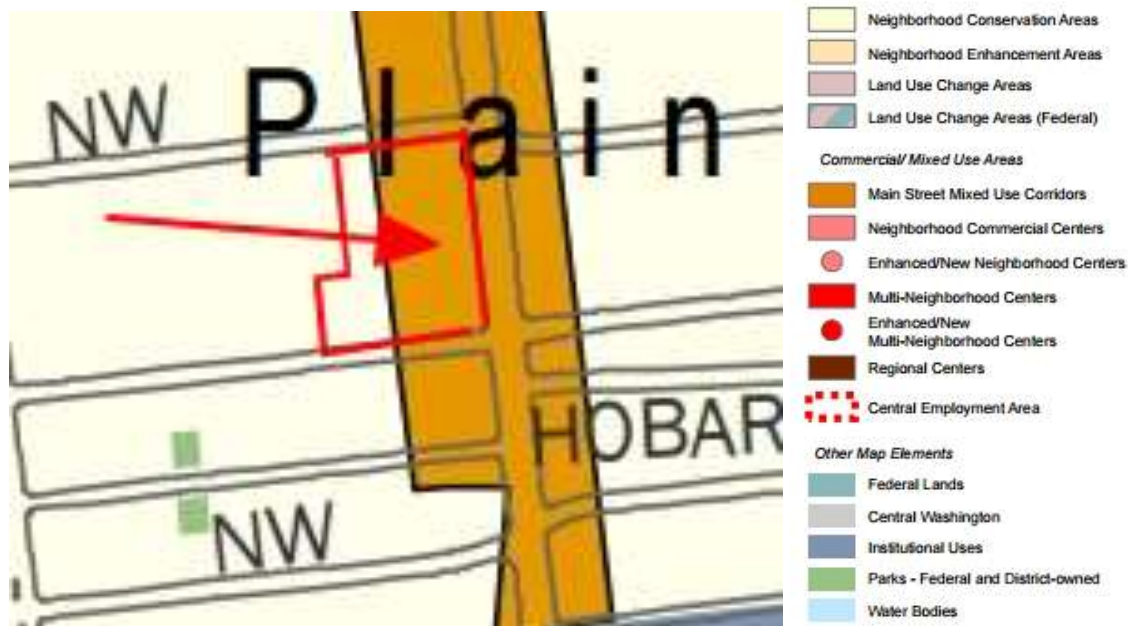 NW
Plain
HOBAR
NW
Neighborhood Conservation Areas
Neighborhood Enhancement Areas
Land Use Change Areas
Land Use Change Areas (Federal)
Commercial/ Mixed Use Areas
Main Street Mixed Use Corridors
Neighborhood Commercial Centers
Enhanced/New Neighborhood Centers
Multi-Neighborhood Centers
Enhanced/New
Multi-Neighborhood Centers
Regional Centers
Central Employment Area
Other Map Elements
Federal Lands
Central Washington
Institutional Uses
Parks - Federal and District-owned
Water Bodies